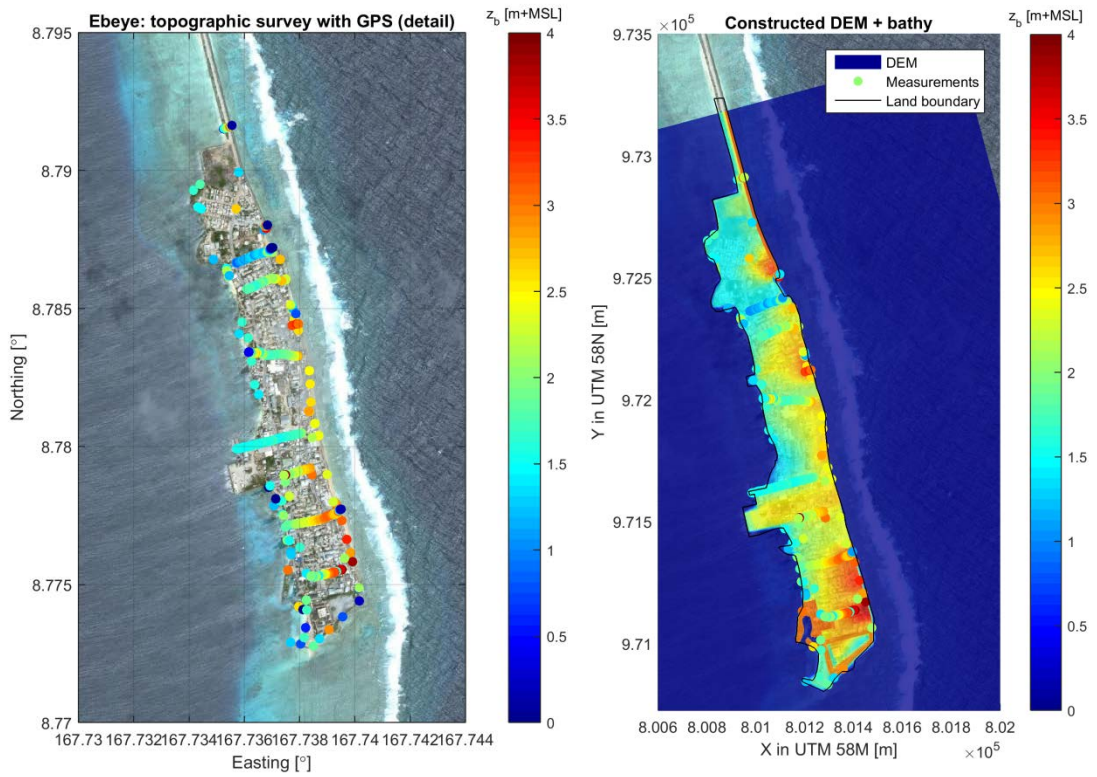 Ebeye: topographic survey with GPS (detail)
z_b [m+MSL]
8.795
8.79
8.785
8.78
8.775
8.77
Northing [°]
167.73 167.732 167.734 167.736 167.738 167.74 167.742 167.744
Easting [°]
4
3.5
3
2.5
2
1.5
1
0.5
0
Constructed DEM + bathy
z_b [m+MSL]
×10^5
9.735
9.73
9.725
9.72
9.715
9.71
Y in UTM 58N [m]
DEM
Measurements
Land boundary
8.006 8.008 8.01 8.012 8.014 8.016 8.018 8.02
X in UTM 58M [m]
×10^5
4
3.5
3
2.5
2
1.5
1
0.5
0